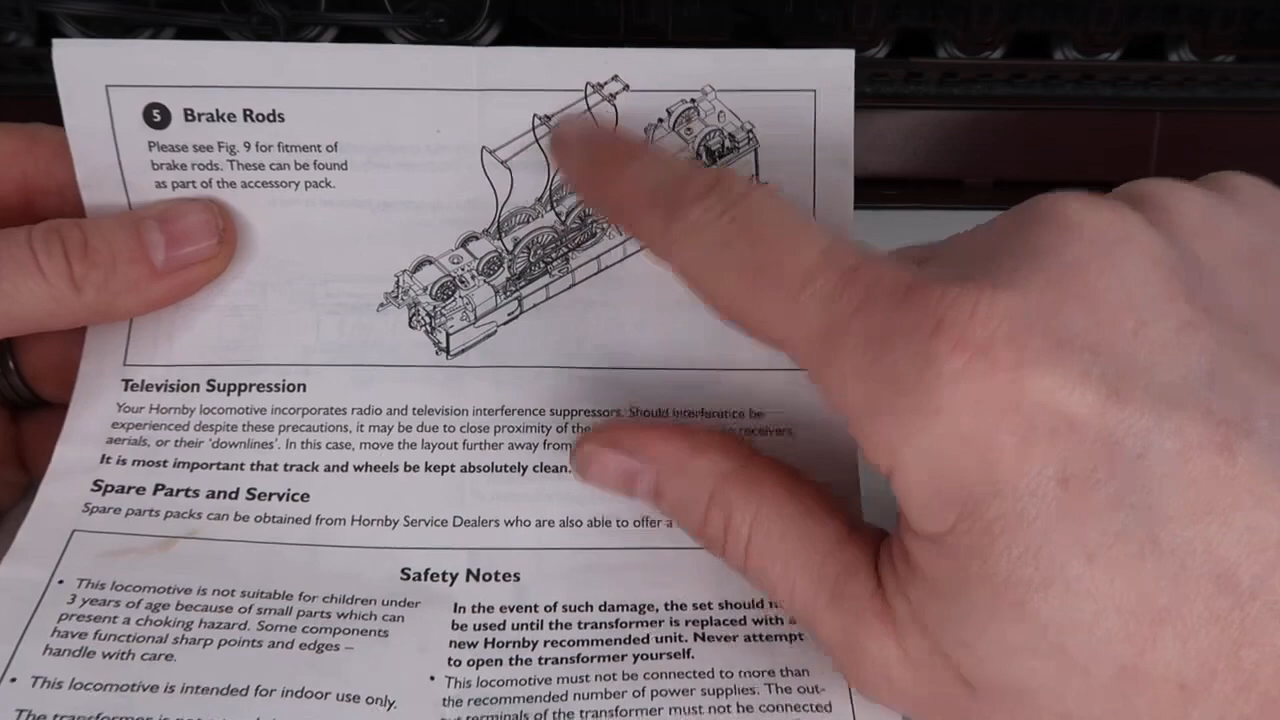 5 Brake Rods
Please see Fig. 9 for fitment of
brake rods. These can be found
as part of the accessory pack.
Television Suppression
Your Hornby locomotive incorporates radio and television interference suppressors. Should interference be
experienced despite these precautions, it may be due to close proximity of the receivers,
aerials, or their 'downlines'. In this case, move the layout further away from
It is most important that track and wheels be kept absolutely clean.
Spare Parts and Service
Spare parts packs can be obtained from Hornby Service Dealers who are also able to offer a
Safety Notes
• This locomotive is not suitable for children under
3 years of age because of small parts which can
present a choking hazard. Some components
have functional sharp points and edges –
handle with care.
• This locomotive is intended for indoor use only.
The transformer is not
In the event of such damage, the set should
be used until the transformer is replaced with a
new Hornby recommended unit. Never attempt
to open the transformer yourself.
• This locomotive must not be connected to more than
the recommended number of power supplies. The out-
terminals of the transformer must not be connected